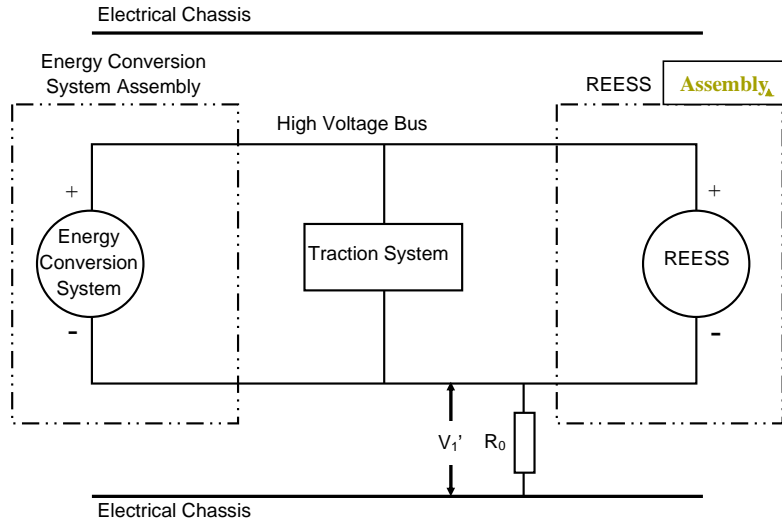 Electrical Chassis
Energy Conversion
System Assembly
REESS Assembly
High Voltage Bus
+
+
Energy
Conversion
System
Traction System
REESS
-
-
V1'
R0
Electrical Chassis